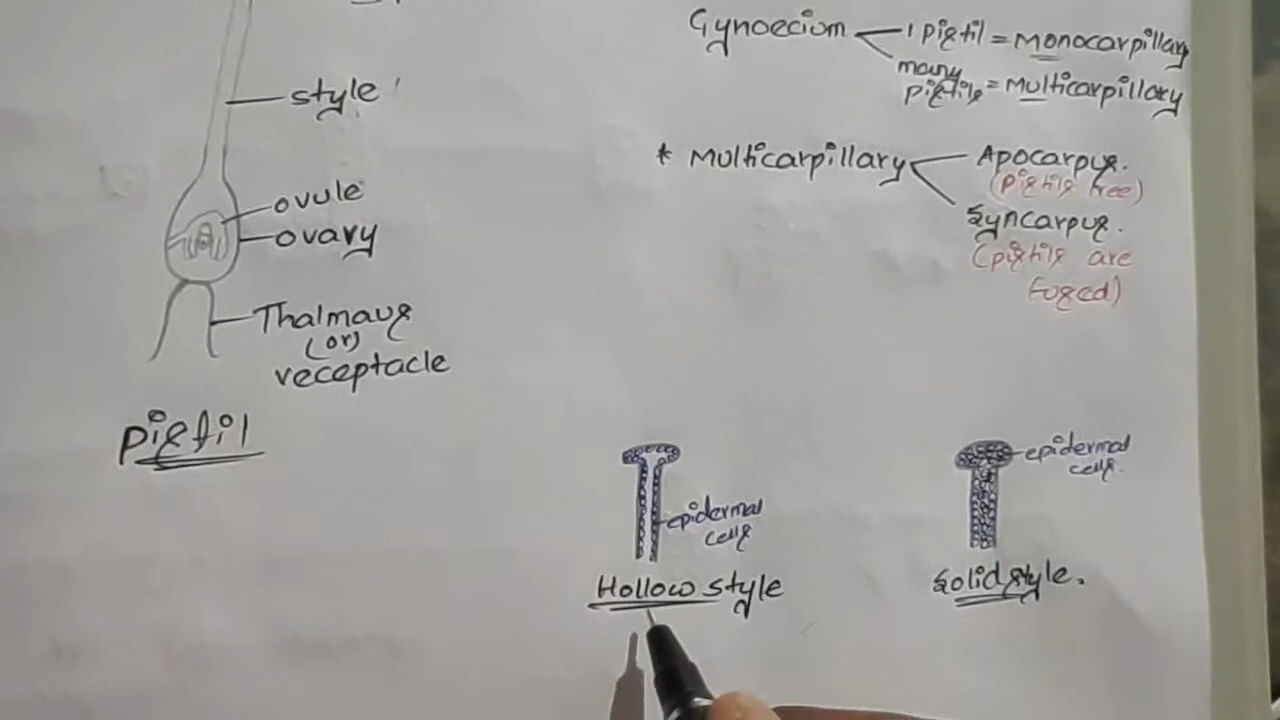 style
ovule
ovary
Thalmaus
(or)
receptacle
pistil
Gynoecium
1 pistil = Monocarpillary
many
pistils = Multicarpillary
* Multicarpillary
Apocarpus.
(pistils free)
Syncarpus.
(pistils are
fused)
epidermal
cells
Hollow style
epidermal
cells.
Solid style.